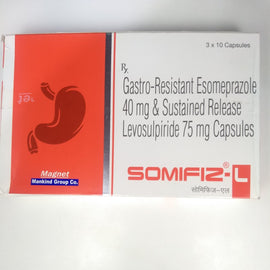 3 x 10 Capsules
Rx
Gastro-Resistant Esomeprazole
40 mg & Sustained Release
Levosulpiride 75 mg Capsules
SOMIFIZ®-L
सोमिफिज-एल
Magnet
Mankind Group Co.